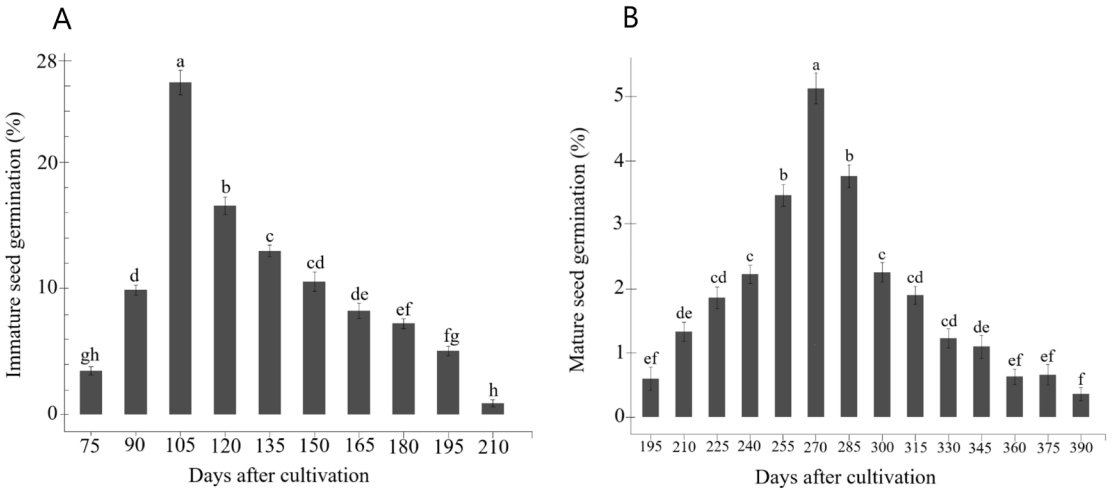 A
Immature seed germination (%)
28
20
10
0
gh
d
a
b
c
cd
de
ef
fg
h
75 90 105 120 135 150 165 180 195 210
Days after cultivation
B
Mature seed germination (%)
5
4
3
2
1
0
ef
de
cd
c
b
a
b
c
cd
cd
de
ef
ef
f
195 210 225 240 255 270 285 300 315 330 345 360 375 390
Days after cultivation